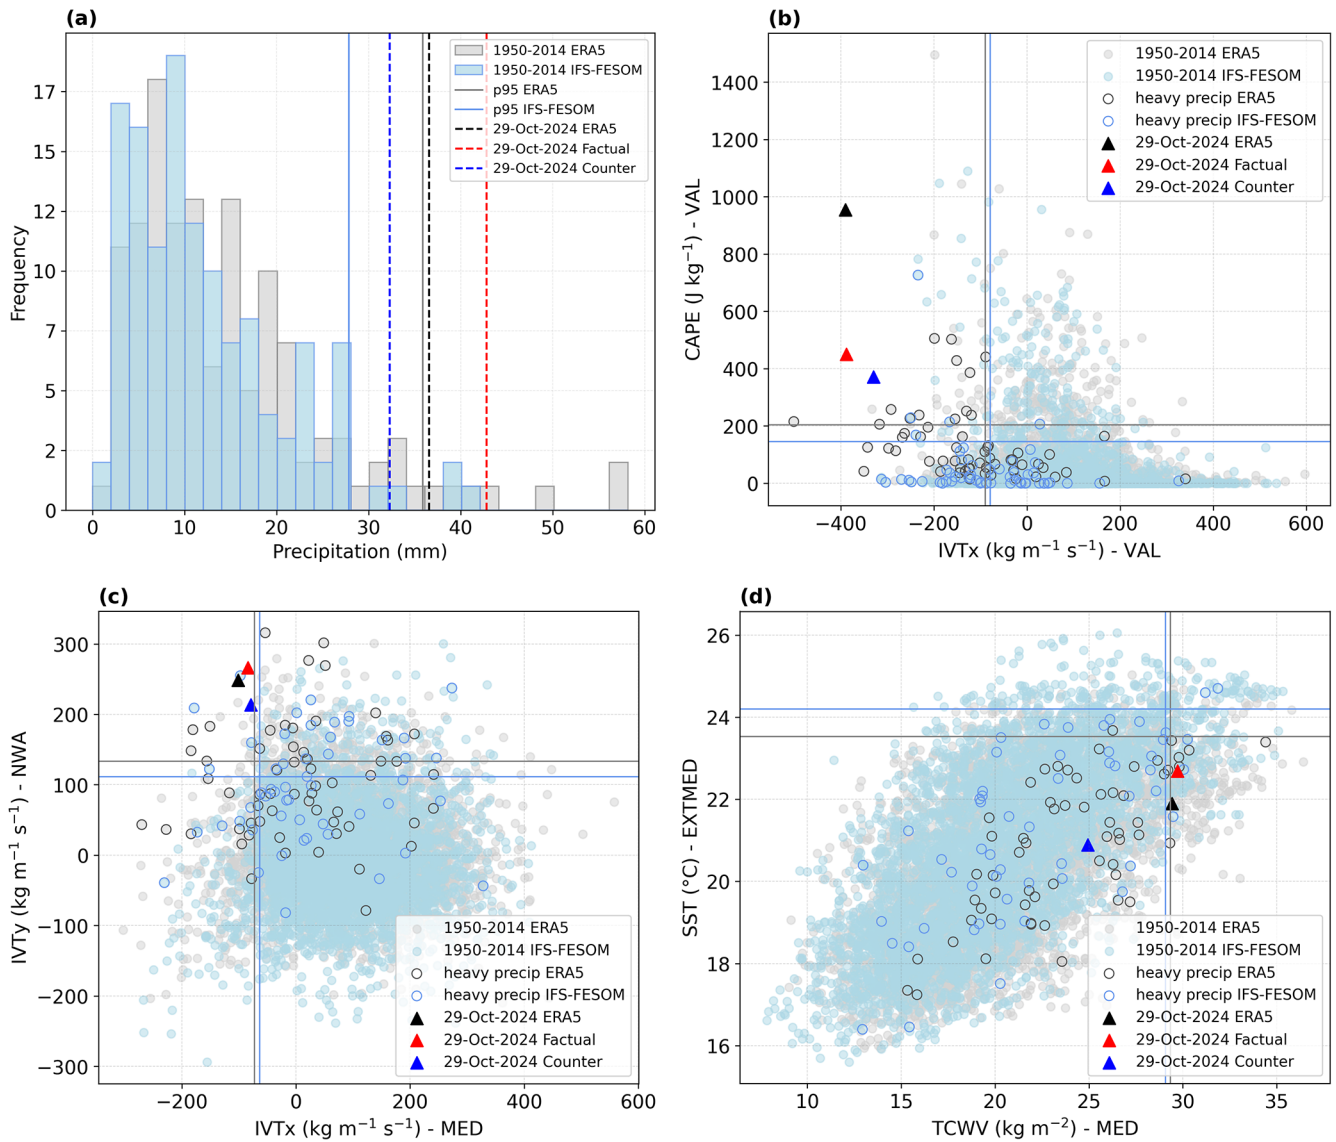 (a)
Frequency
17
15
12
10
7
5
2
0
0 10 20 30 40 50 60
Precipitation (mm)
1950-2014 ERA5
1950-2014 IFS-FESOM
p95 ERA5
p95 IFS-FESOM
29-Oct-2024 ERA5
29-Oct-2024 Factual
29-Oct-2024 Counter
(b)
CAPE (J kg⁻¹) - VAL
1400
1200
1000
800
600
400
200
0
−400 −200 0 200 400 600
IVTx (kg m⁻¹ s⁻¹) - VAL
1950-2014 ERA5
1950-2014 IFS-FESOM
heavy precip ERA5
heavy precip IFS-FESOM
29-Oct-2024 ERA5
29-Oct-2024 Factual
29-Oct-2024 Counter
(c)
IVTy (kg m⁻¹ s⁻¹) - NWA
300
200
100
0
−100
−200
−300
−200 0 200 400 600
IVTx (kg m⁻¹ s⁻¹) - MED
1950-2014 ERA5
1950-2014 IFS-FESOM
heavy precip ERA5
heavy precip IFS-FESOM
29-Oct-2024 ERA5
29-Oct-2024 Factual
29-Oct-2024 Counter
(d)
SST (°C) - EXTMED
26
24
22
20
18
16
10 15 20 25 30 35
TCWV (kg m⁻²) - MED
1950-2014 ERA5
1950-2014 IFS-FESOM
heavy precip ERA5
heavy precip IFS-FESOM
29-Oct-2024 ERA5
29-Oct-2024 Factual
29-Oct-2024 Counter